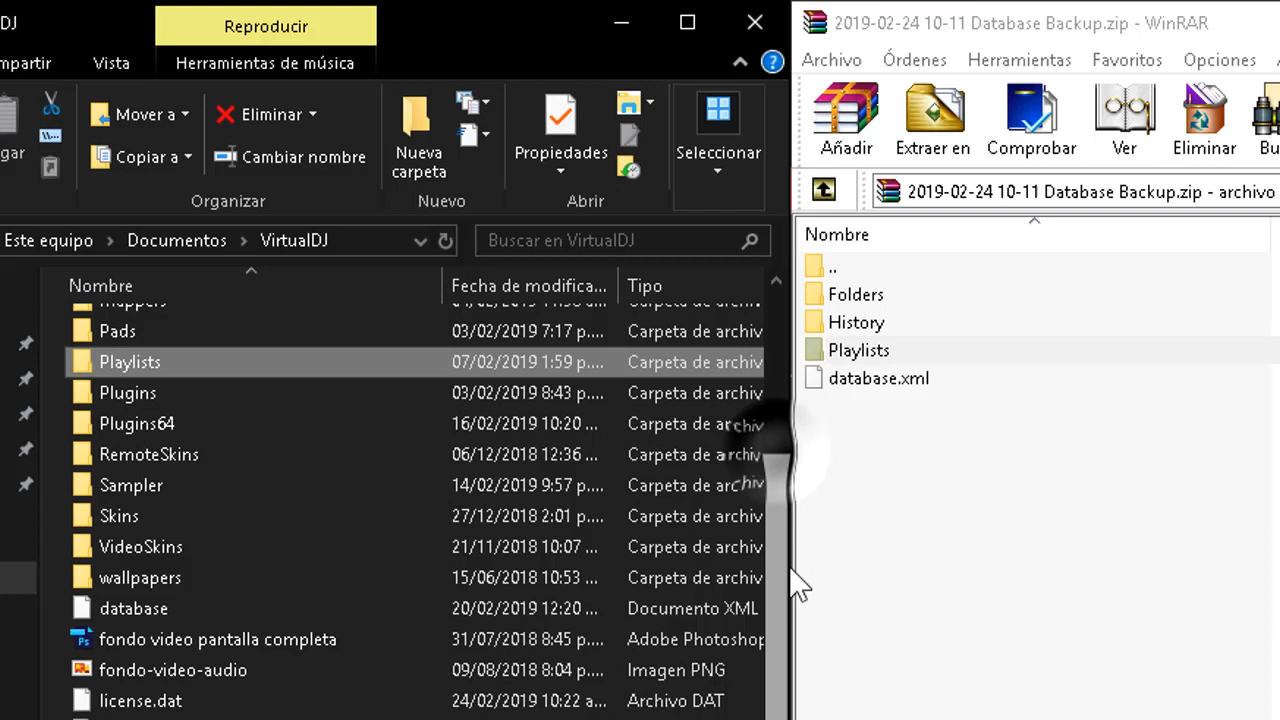 DJ
Reproducir
mpartir
Vista
Herramientas de música
gar
Mover a
Copiar a
Eliminar
Cambiar nombre
Organizar
Nueva
carpeta
Nuevo
Propiedades
Abrir
Seleccionar
Este equipo > Documentos > VirtualDJ
Buscar en VirtualDJ
Nombre Fecha de modifica... Tipo
Pads 03/02/2019 7:17 p.... Carpeta de archiv
Playlists 07/02/2019 1:59 p.... Carpeta de archiv
Plugins 03/02/2019 8:43 p.... Carpeta de archiv
Plugins64 16/02/2019 10:20 ... Carpeta de archiv
RemoteSkins 06/12/2018 12:36 ... Carpeta de archiv
Sampler 14/02/2019 9:57 p.... Carpeta de archiv
Skins 27/12/2018 2:01 p.... Carpeta de archiv
VideoSkins 21/11/2018 10:07 ... Carpeta de archiv
wallpapers 15/06/2018 10:53 ... Carpeta de archiv
database 20/02/2019 12:20 ... Documento XML
fondo video pantalla completa 31/07/2018 8:45 p.... Adobe Photoshop
fondo-video-audio 09/08/2018 8:04 p.... Imagen PNG
license.dat 24/02/2019 10:22 a... Archivo DAT
2019-02-24 10-11 Database Backup.zip - WinRAR
Archivo Órdenes Herramientas Favoritos Opciones
Añadir Extraer en Comprobar Ver Eliminar Bu
2019-02-24 10-11 Database Backup.zip - archivo
Nombre
..
Folders
History
Playlists
database.xml